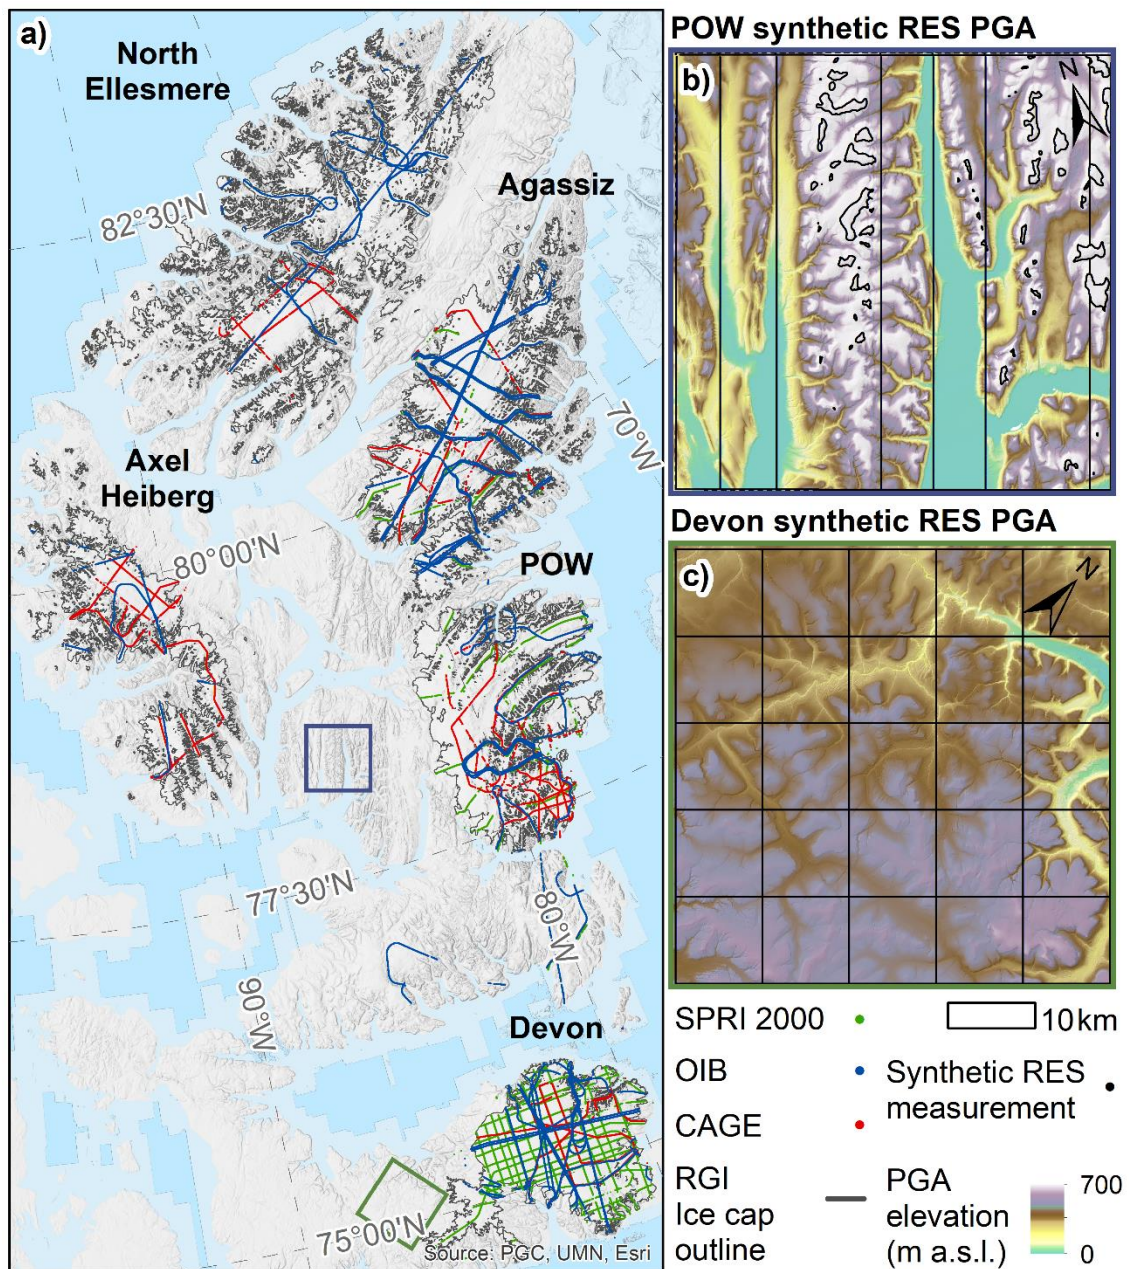 a)
North
Ellesmere
Agassiz
82°30'N
70°W
Axel
Heiberg
80°00'N
POW
77°30'N
80°W
90°W
Devon
75°00'N
Source: PGC, UMN, Esri
POW synthetic RES PGA
b)
N
Devon synthetic RES PGA
c)
N
SPRI 2000
10 km
OIB
Synthetic RES
measurement
CAGE
RGI
Ice cap
outline
PGA
elevation
(m a.s.l.)
700
0